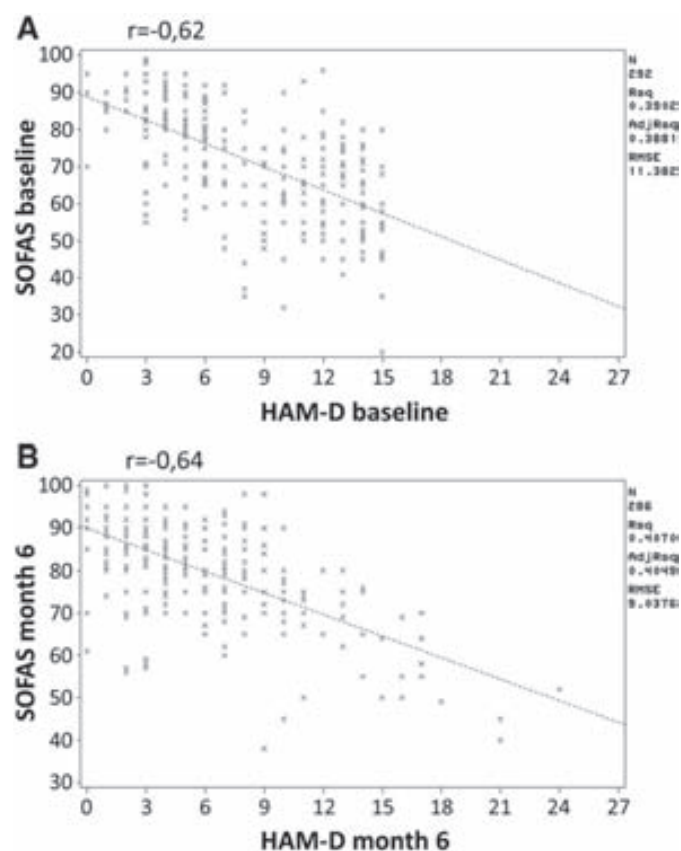 A
r=-0,62
100
90
80
70
60
50
40
30
20
SOFAS baseline
0 3 6 9 12 15 18 21 24 27
HAM-D baseline
N
292
Rsq
AdjRsq
RMSE
B
r=-0,64
100
90
80
70
60
50
40
30
SOFAS month 6
0 3 6 9 12 15 18 21 24 27
HAM-D month 6
N
286
Rsq
AdjRsq
RMSE